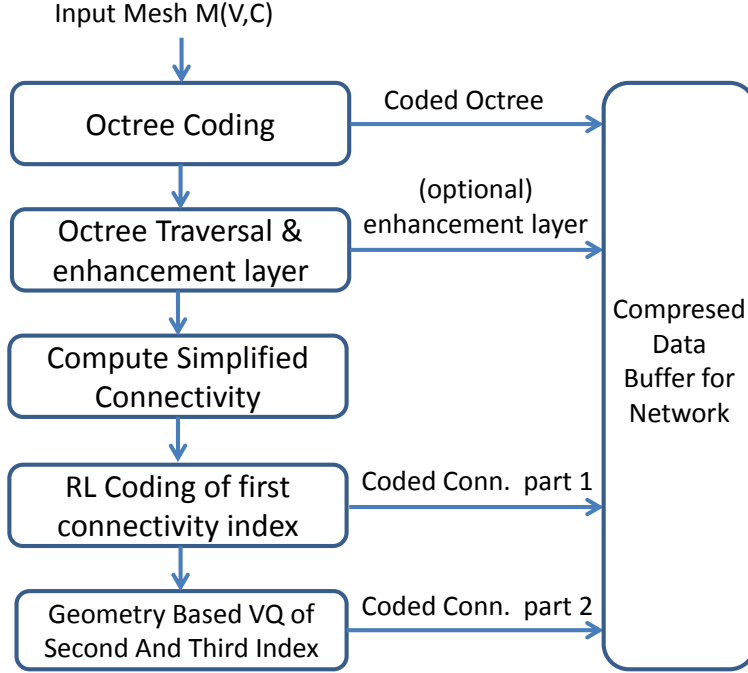 Input Mesh M(V,C)
Octree Coding
Coded Octree
(optional)
enhancement layer
Octree Traversal &
enhancement layer
Compute Simplified
Connectivity
Compresed
Data
Buffer for
Network
RL Coding of first
connectivity index
Coded Conn. part 1
Geometry Based VQ of
Second And Third Index
Coded Conn. part 2